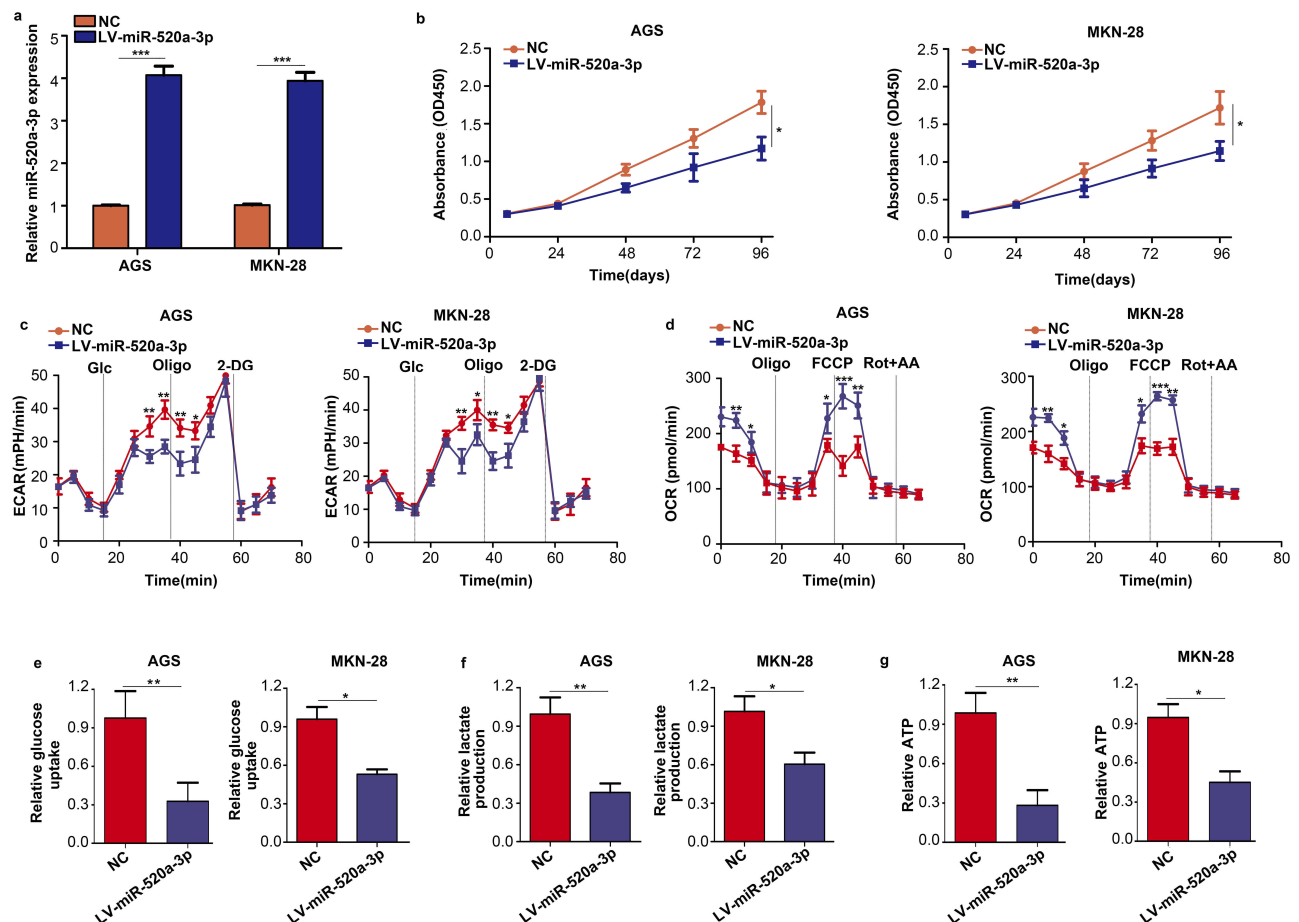 a
NC
LV-miR-520a-3p
Relative miR-520a-3p expression
5
4
3
2
1
0
***
***
AGS
MKN-28
b
AGS
NC
LV-miR-520a-3p
Absorbance (OD450)
2.5
2.0
1.5
1.0
0.5
0.0
*
0 24 48 72 96
Time(days)
MKN-28
NC
LV-miR-520a-3p
Absorbance (OD450)
2.5
2.0
1.5
1.0
0.5
0.0
*
0 24 48 72 96
Time(days)
c
AGS
NC
LV-miR-520a-3p
Glc Oligo 2-DG
ECAR (mPH/min)
50
40
30
20
10
0
** ** ** *
0 20 40 60 80
Time(min)
MKN-28
NC
LV-miR-520a-3p
Glc Oligo 2-DG
ECAR (mPH/min)
50
40
30
20
10
0
** * ** *
0 20 40 60 80
Time(min)
d
AGS
NC
LV-miR-520a-3p
Oligo FCCP Rot+AA
OCR (pmol/min)
300
250
200
150
100
50
0
** * * *** **
0 20 40 60 80
Time(min)
MKN-28
NC
LV-miR-520a-3p
Oligo FCCP Rot+AA
OCR (pmol/min)
300
250
200
150
100
50
0
** * * *** **
0 20 40 60 80
Time(min)
e
AGS
Relative glucose
uptake
1.2
0.9
0.6
0.3
0.0
**
NC
LV-miR-520a-3p
MKN-28
Relative glucose
uptake
1.2
0.9
0.6
0.3
0.0
*
NC
LV-miR-520a-3p
f
AGS
Relative lactate
production
1.2
0.9
0.6
0.3
0.0
**
NC
LV-miR-520a-3p
MKN-28
Relative lactate
production
1.2
0.9
0.6
0.3
0.0
*
NC
LV-miR-520a-3p
g
AGS
Relative ATP
1.2
0.9
0.6
0.3
0.0
**
NC
LV-miR-520a-3p
MKN-28
Relative ATP
1.2
0.9
0.6
0.3
0.0
*
NC
LV-miR-520a-3p